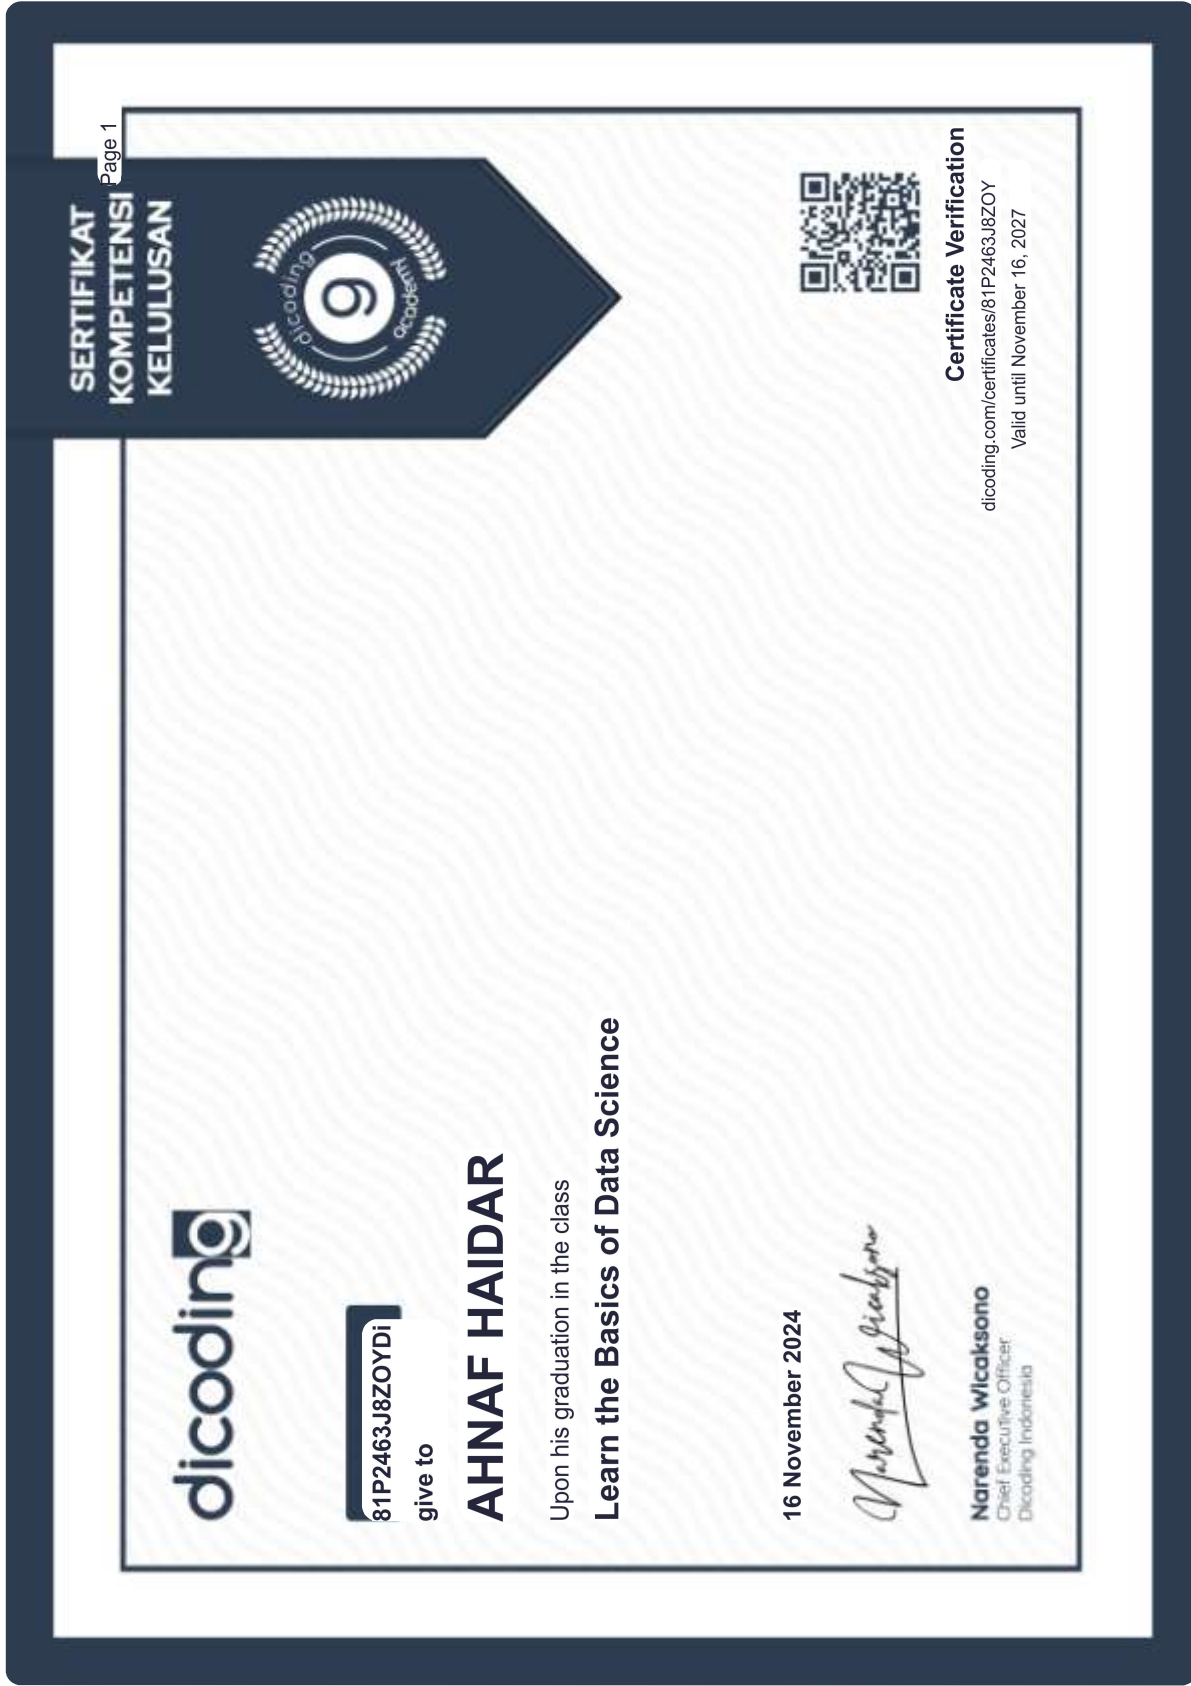 Page 1
SERTIFIKAT
KOMPETENSI
KELULUSAN
dicoding
dicoding
academy
81P2463J8ZOYDi
give to
AHNAF HAIDAR
Upon his graduation in the class
Learn the Basics of Data Science
16 November 2024
Narenda Wicaksono
Narenda Wicaksono
Chief Executive Officer
Dicoding Indonesia
Certificate Verification
dicoding.com/certificates/81P2463J8ZOY
Valid until November 16, 2027